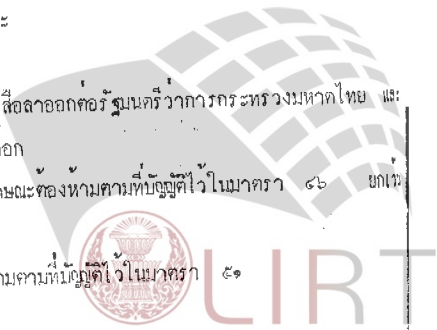 ะ
สือลาออกต่อรัฐมนตรีว่าการกระทรวงมหาดไทย และ
อก
ษณะต้องห้ามตามที่บัญญัติไว้ในมาตรา ๔๖ ยกเว้น
ามตามที่บัญญัติไว้ในมาตรา ๕๑
LIRT